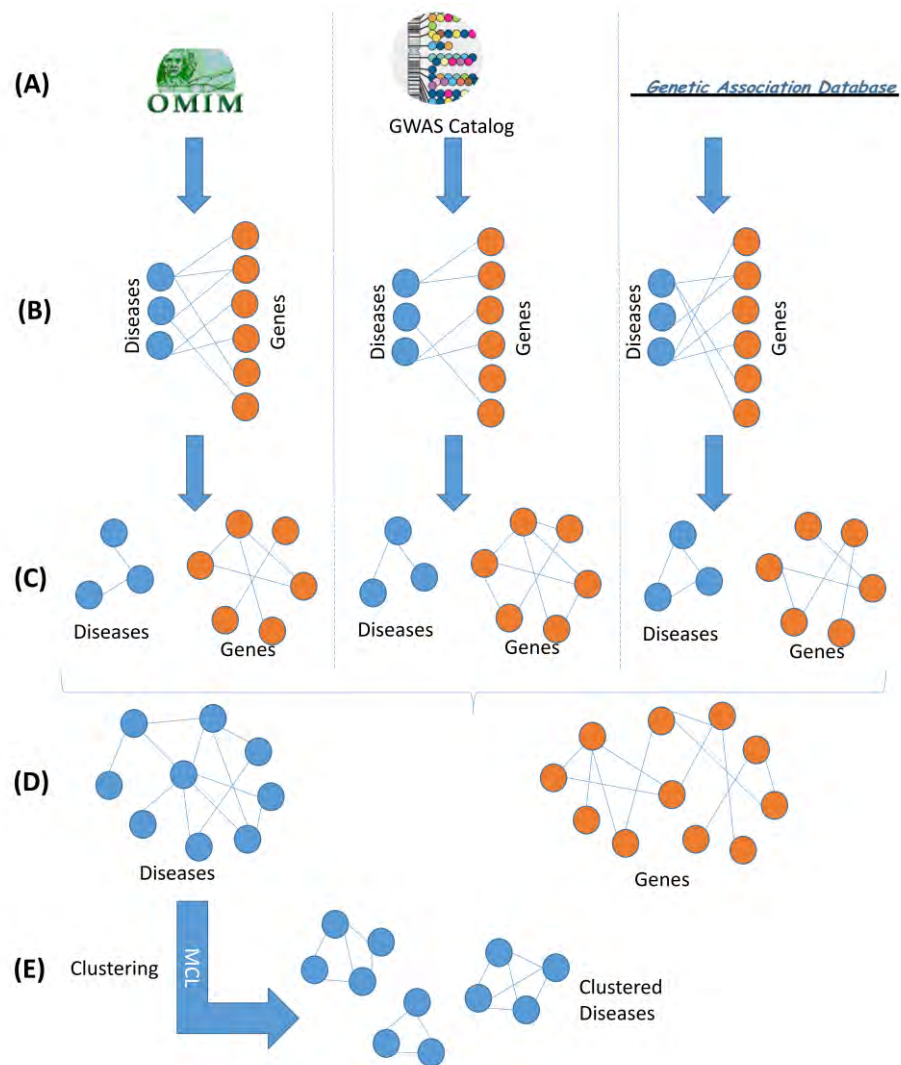 (A)
OMIM
GWAS Catalog
Genetic Association Database
(B)
Diseases
Genes
Diseases
Genes
Diseases
Genes
(C)
Diseases
Genes
Diseases
Genes
Diseases
Genes
(D)
Diseases
Genes
(E)
Clustering
MCL
Clustered
Diseases